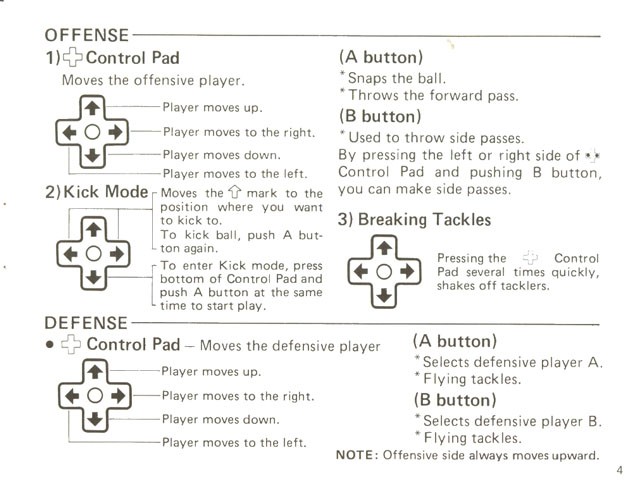 OFFENSE
1) Control Pad
Moves the offensive player.
Player moves up.
Player moves to the right.
Player moves down.
Player moves to the left.
2) Kick Mode
Moves the ⇧ mark to the
position where you want
to kick to.
To kick ball, push A but-
ton again.
To enter Kick mode, press
bottom of Control Pad and
push A button at the same
time to start play.
(A button)
*Snaps the ball.
*Throws the forward pass.
(B button)
*Used to throw side passes.
By pressing the left or right side of
Control Pad and pushing B button,
you can make side passes.
3) Breaking Tackles
Pressing the Control
Pad several times quickly,
shakes off tacklers.
DEFENSE
• Control Pad – Moves the defensive player
Player moves up.
Player moves to the right.
Player moves down.
Player moves to the left.
(A button)
*Selects defensive player A.
*Flying tackles.
(B button)
*Selects defensive player B.
*Flying tackles.
NOTE: Offensive side always moves upward.
4